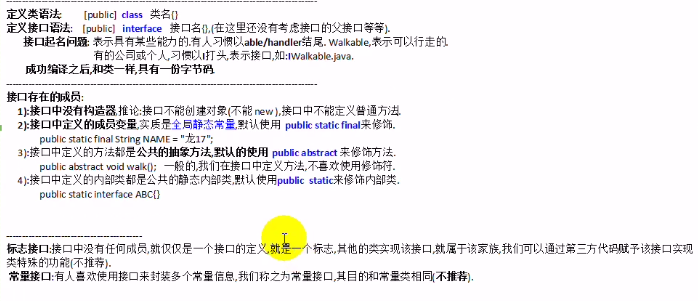 定义类语法: [public] class 类名{}
定义接口语法: [public] interface 接口名{},(在这里还没有考虑接口的父接口等等).
接口起名问题: 表示具有某些能力的.有人习惯以able/handler结尾. Walkable,表示可以行走的.
有的公司或个人,习惯以I打头,表示接口,如:IWalkable.java.
成功编译之后,和类一样,具有一份字节码.
接口存在的成员:
1):接口中没有构造器,推论:接口不能创建对象(不能 new ),接口中不能定义普通方法.
2):接口中定义的成员变量,实质是全局静态常量,默认使用 public static final来修饰.
public static final String NAME = "龙17";
3):接口中定义的方法都是公共的抽象方法,默认的使用 public abstract 来修饰方法.
public abstract void walk(); 一般的,我们在接口中定义方法,不喜欢使用修饰符.
4):接口中定义的内部类都是公共的静态内部类,默认使用public static来修饰内部类.
public static interface ABC{}
标志接口:接口中没有任何成员,就仅仅是一个接口的定义,就是一个标志,其他的类实现该接口,就属于该家族,我们可以通过第三方代码赋予该接口实现
类特殊的功能(不推荐).
常量接口:有人喜欢使用接口来封装多个常量信息,我们称之为常量接口,其目的和常量类相同(不推荐).